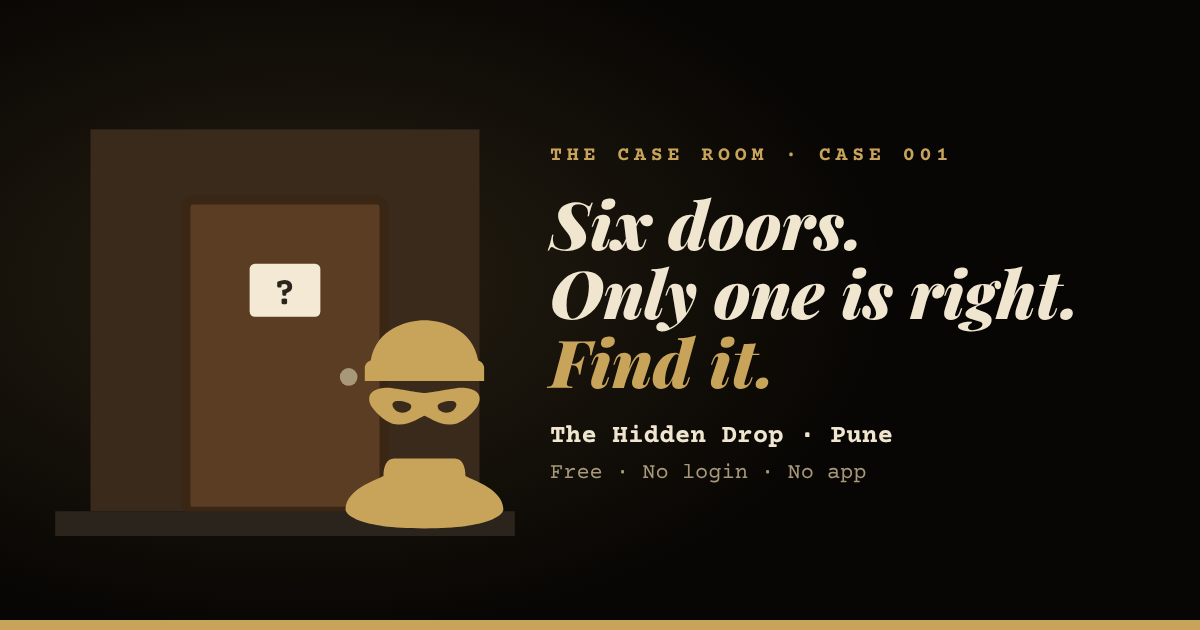 ?
THE CASE ROOM · CASE 001
Six doors.
Only one is right.
Find it.
The Hidden Drop · Pune
Free · No login · No app